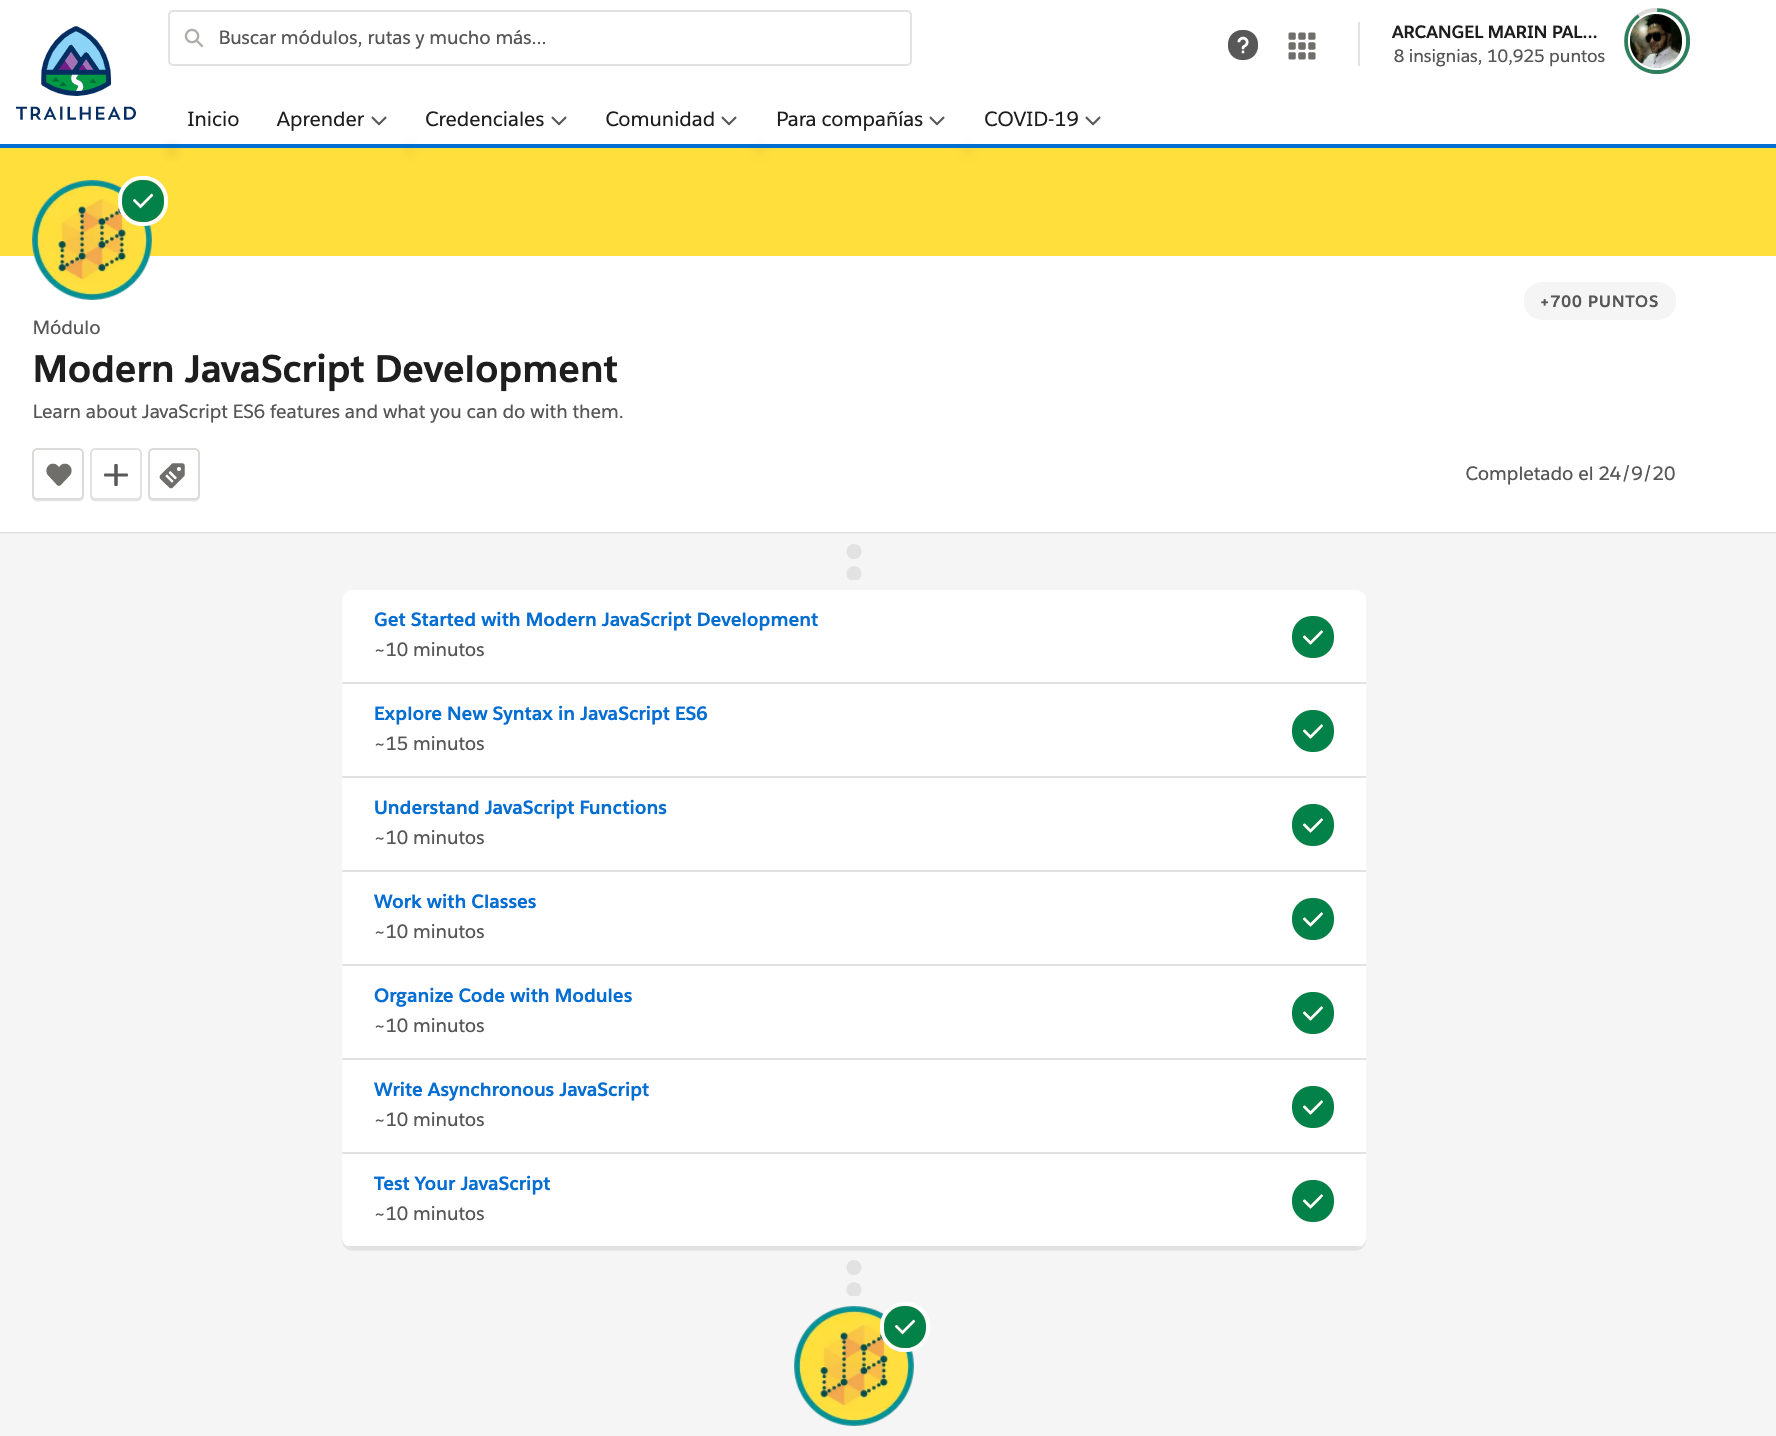 TRAILHEAD
Buscar módulos, rutas y mucho más...
?
ARCANGEL MARIN PAL...
8 insignias, 10,925 puntos
Inicio Aprender Credenciales Comunidad Para compañías COVID-19
+700 PUNTOS
Módulo
Modern JavaScript Development
Learn about JavaScript ES6 features and what you can do with them.
Completado el 24/9/20
Get Started with Modern JavaScript Development
~10 minutos
Explore New Syntax in JavaScript ES6
~15 minutos
Understand JavaScript Functions
~10 minutos
Work with Classes
~10 minutos
Organize Code with Modules
~10 minutos
Write Asynchronous JavaScript
~10 minutos
Test Your JavaScript
~10 minutos